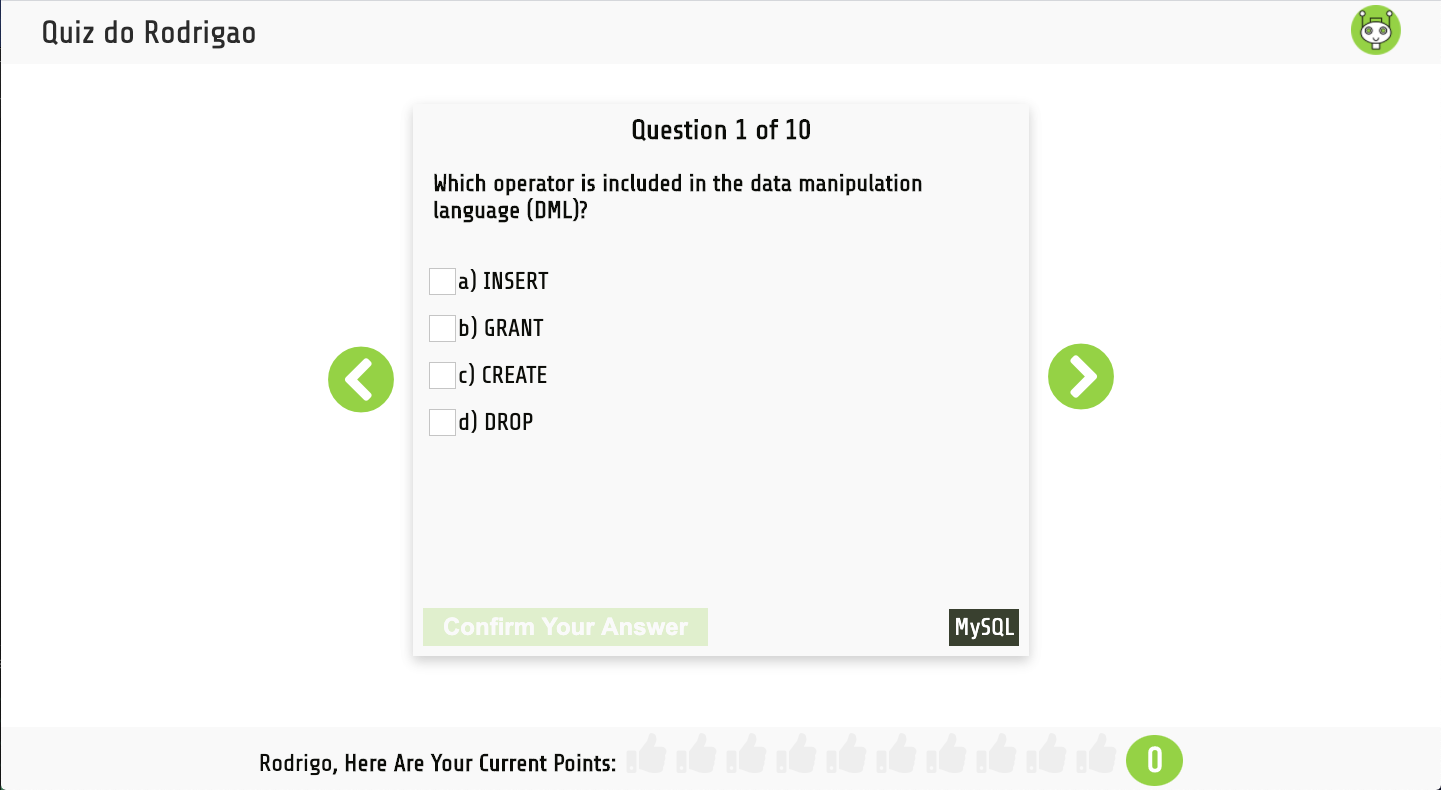 Quiz do Rodrigao
Question 1 of 10
Which operator is included in the data manipulation
language (DML)?
a) INSERT
b) GRANT
c) CREATE
d) DROP
Confirm Your Answer
MySQL
Rodrigo, Here Are Your Current Points:
0